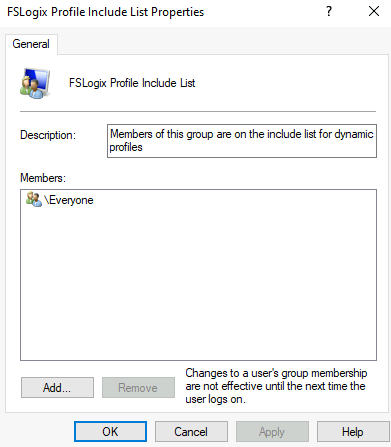 FSLogix Profile Include List Properties
?
General
FSLogix Profile Include List
Description:
Members of this group are on the include list for dynamic
profiles
Members:
\Everyone
Add...
Remove
Changes to a user's group membership
are not effective until the next time the
user logs on.
OK
Cancel
Apply
Help